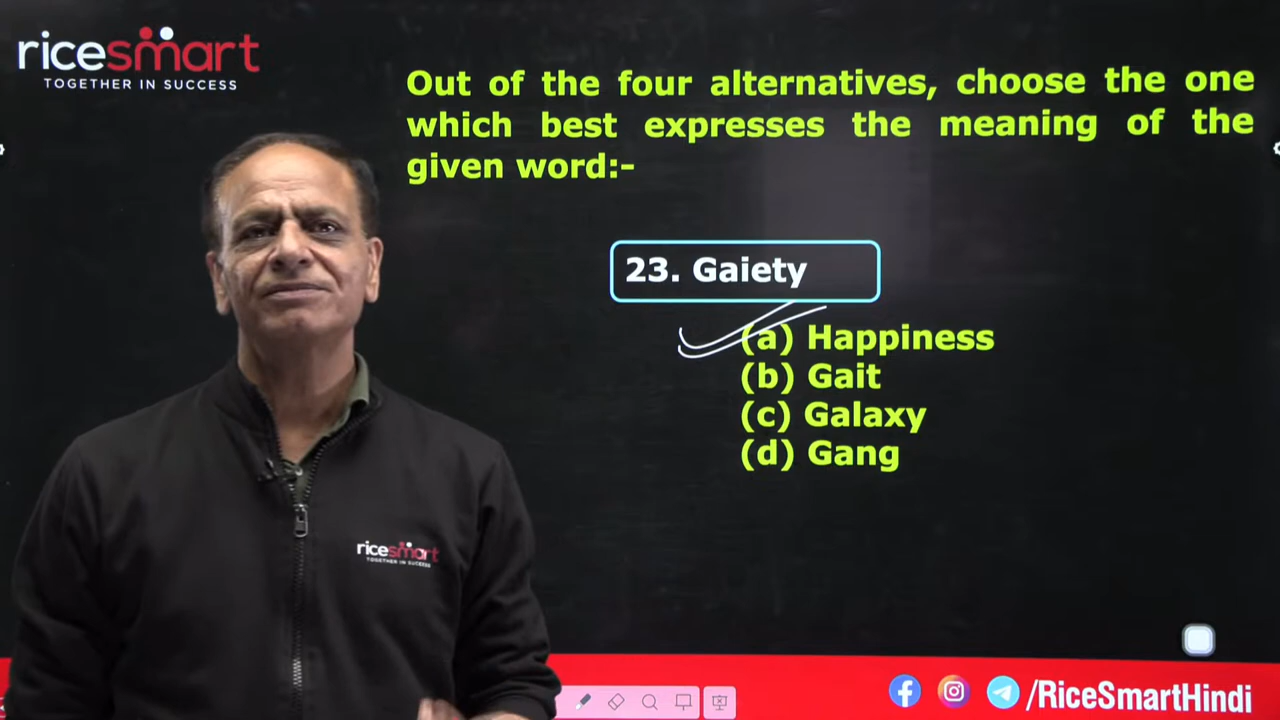 ricesmart
TOGETHER IN SUCCESS
Out of the four alternatives, choose the one
which best expresses the meaning of the
given word:-
23. Gaiety
(a) Happiness
(b) Gait
(c) Galaxy
(d) Gang
ricesmart
TOGETHER IN SUCCESS
/RiceSmartHindi